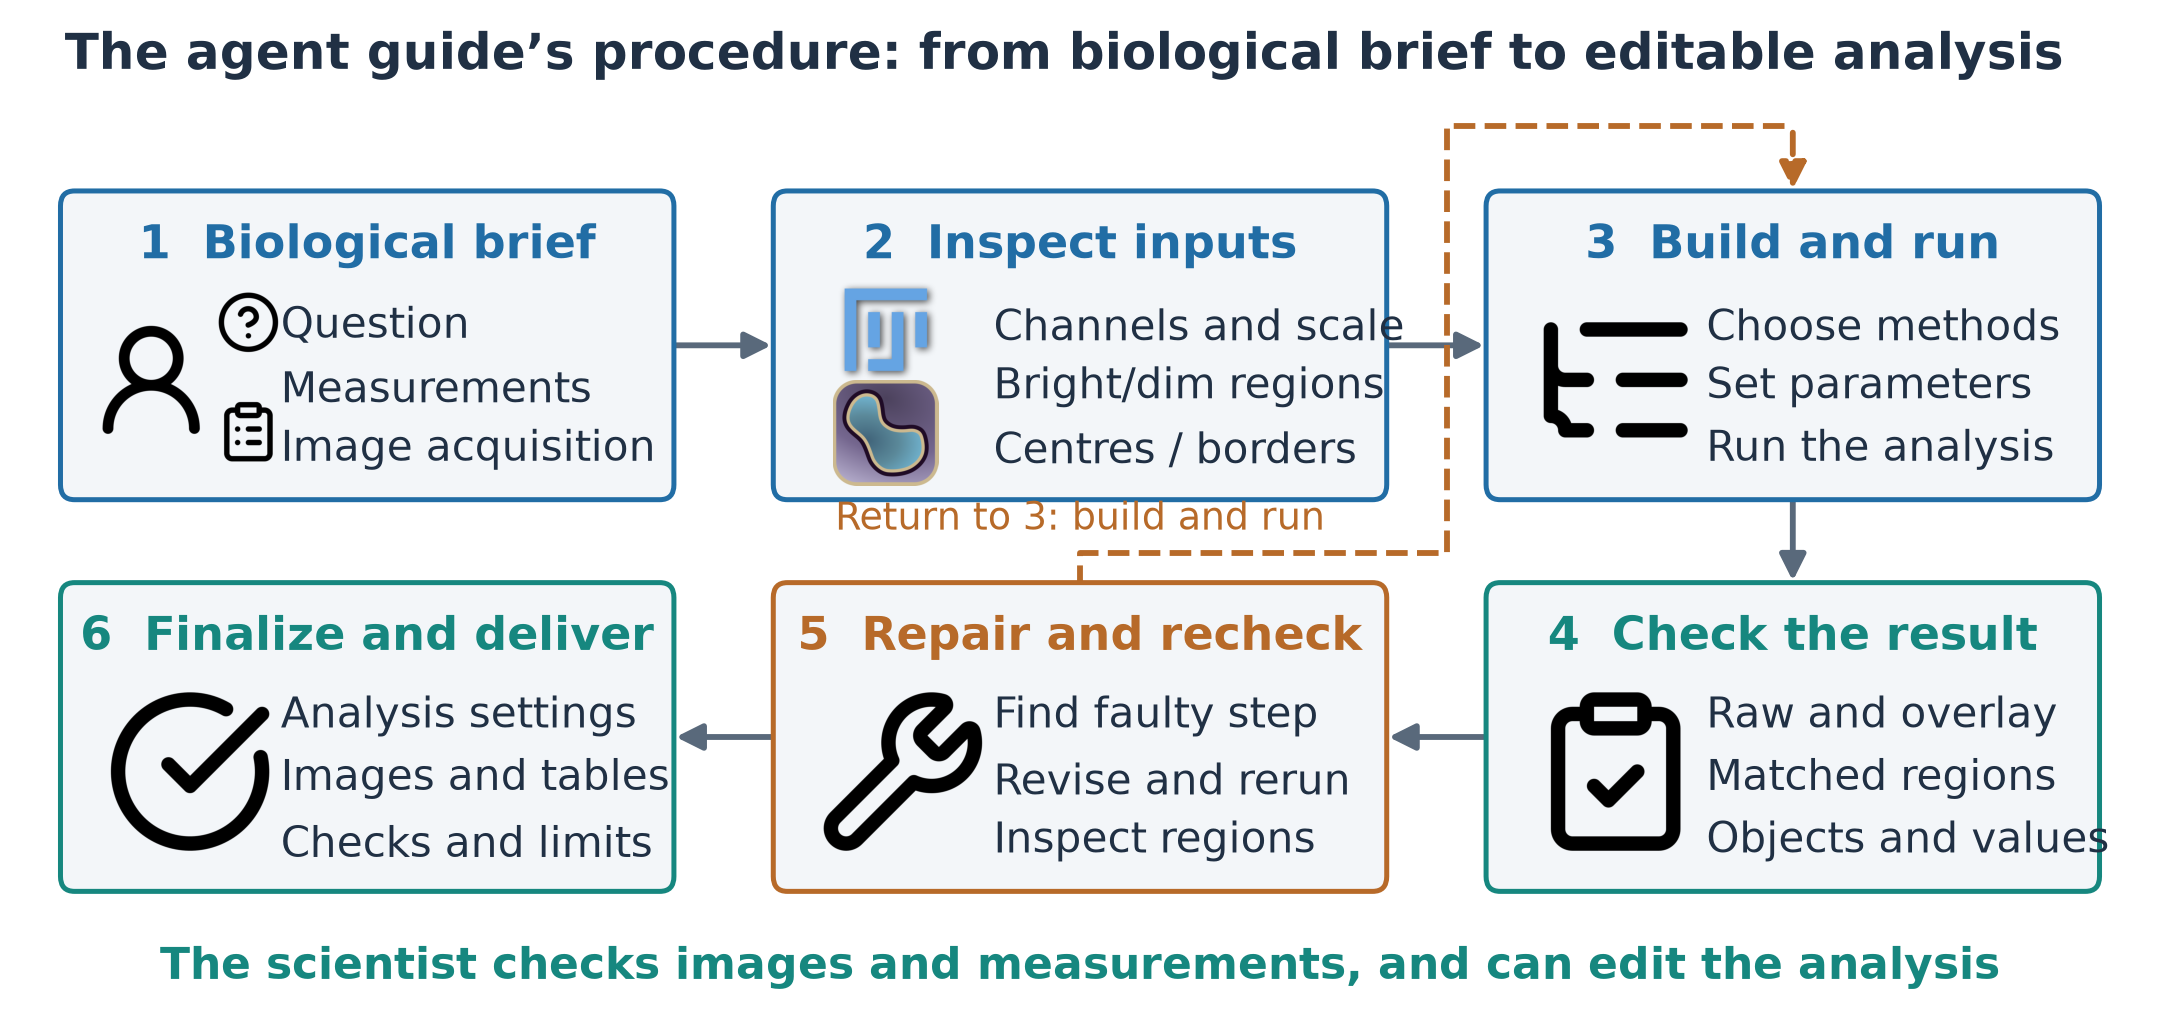 The agent guide’s procedure: from biological brief to editable analysis
1 Biological brief
Question
Measurements
Image acquisition
2 Inspect inputs
Channels and scale
Bright/dim regions
Centres / borders
3 Build and run
Choose methods
Set parameters
Run the analysis
Return to 3: build and run
6 Finalize and deliver
Analysis settings
Images and tables
Checks and limits
5 Repair and recheck
Find faulty step
Revise and rerun
Inspect regions
4 Check the result
Raw and overlay
Matched regions
Objects and values
The scientist checks images and measurements, and can edit the analysis